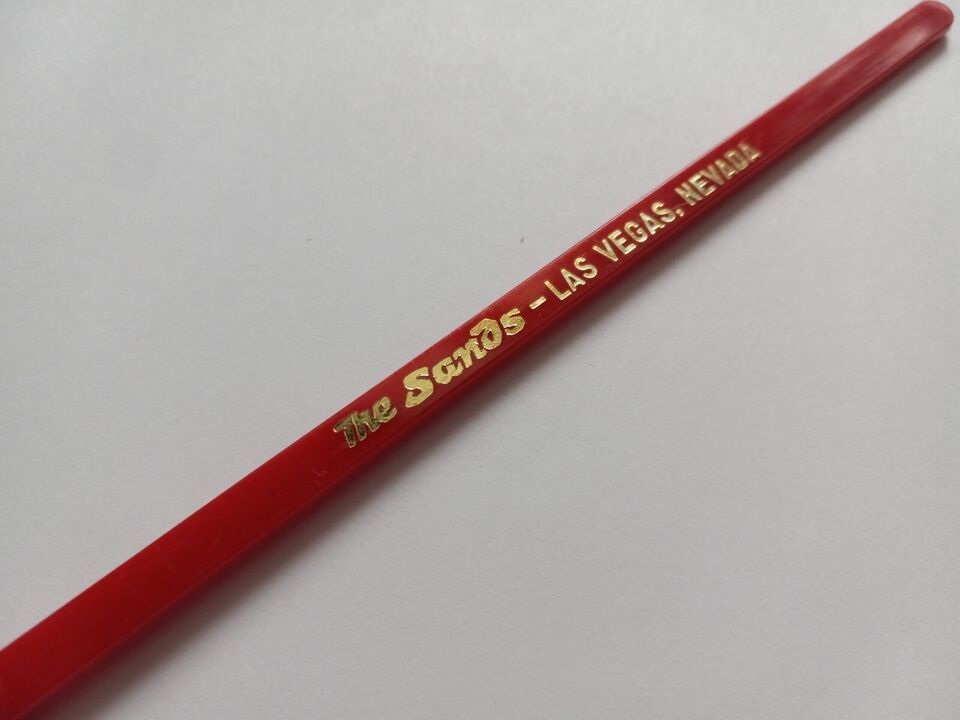 The Sands - LAS VEGAS, NEVADA